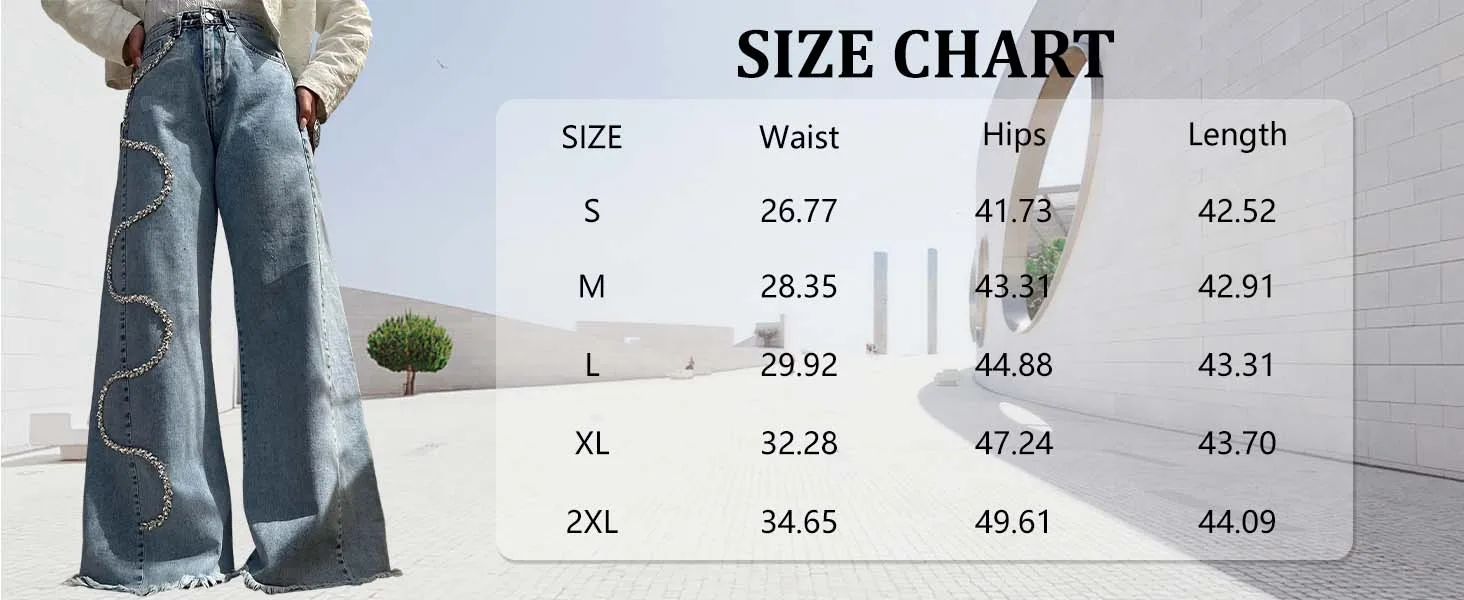 SIZE CHART
SIZE Waist Hips Length
S 26.77 41.73 42.52
M 28.35 43.31 42.91
L 29.92 44.88 43.31
XL 32.28 47.24 43.70
2XL 34.65 49.61 44.09